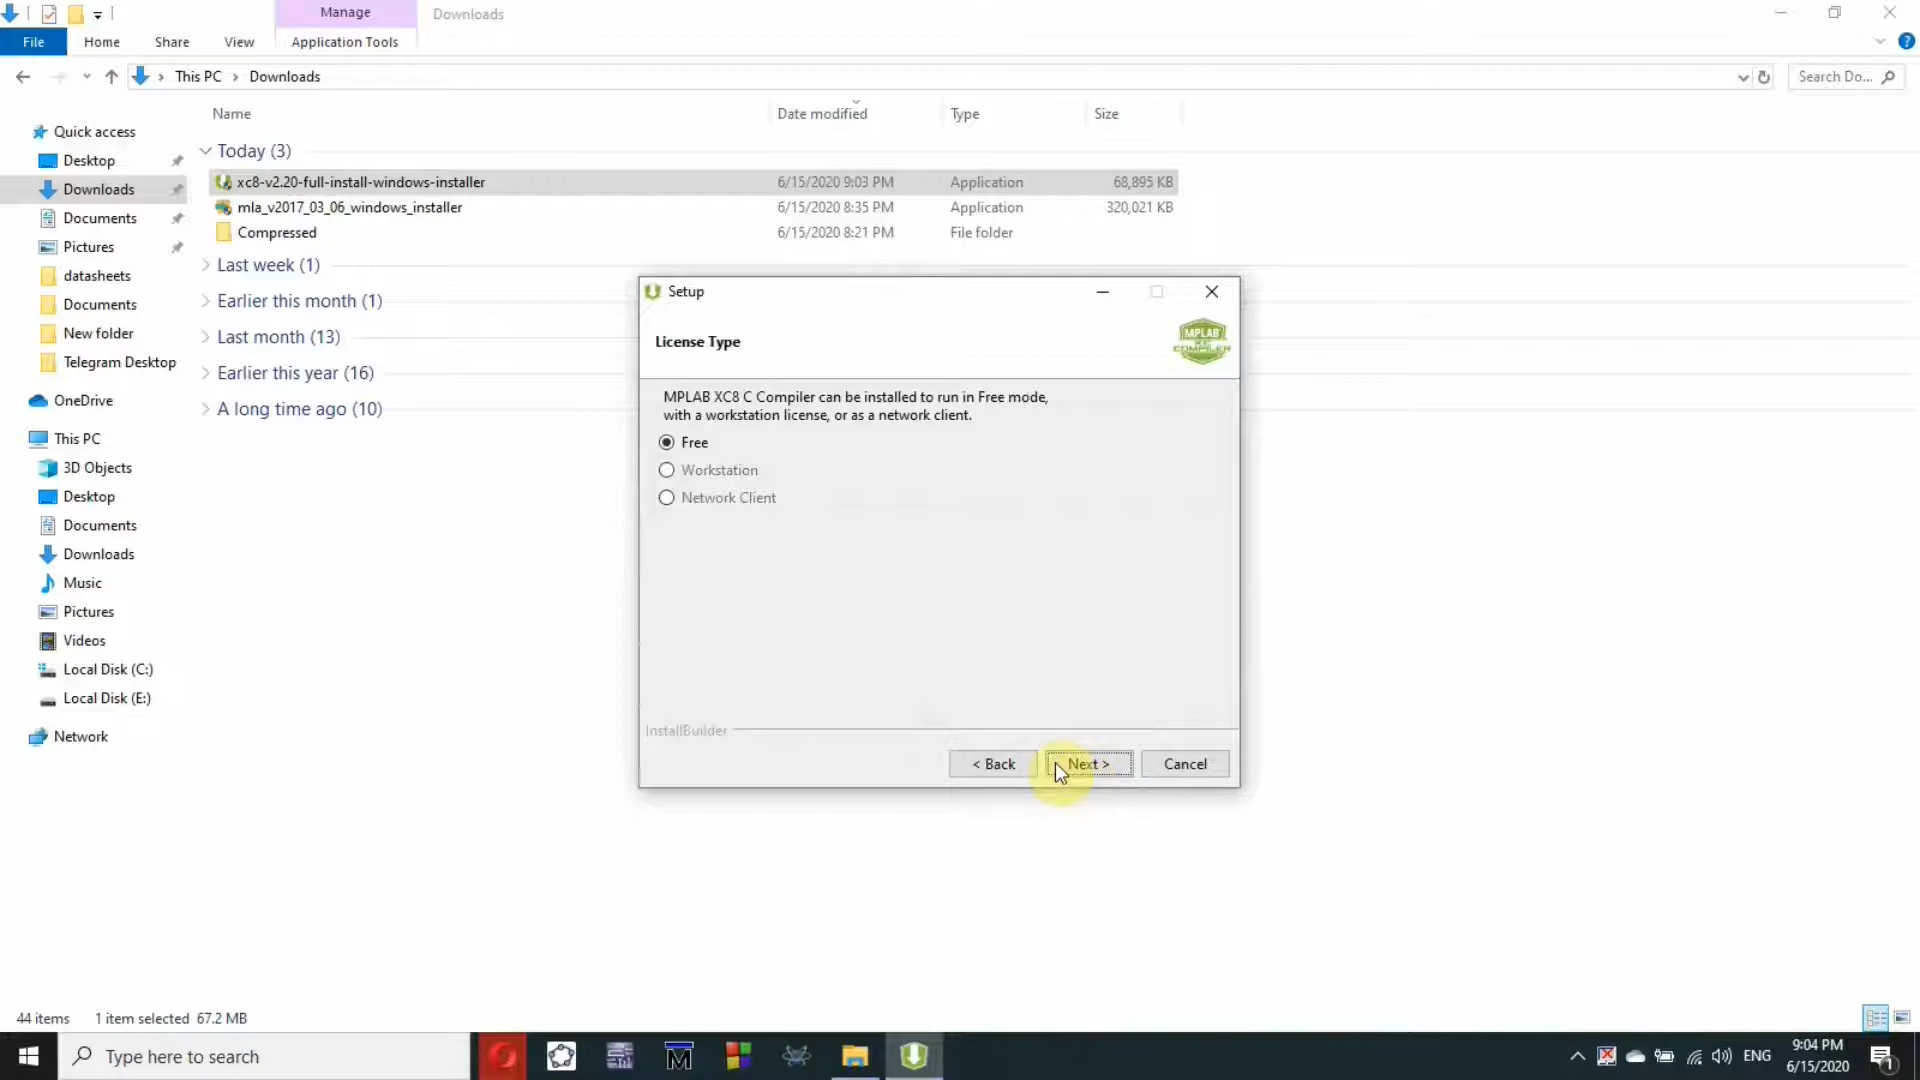 Manage
Downloads
File
Home
Share
View
Application Tools
This PC
Downloads
Search Do...
Name
Date modified
Type
Size
Quick access
Desktop
Downloads
Documents
Pictures
datasheets
Documents
New folder
Telegram Desktop
OneDrive
This PC
3D Objects
Desktop
Documents
Downloads
Music
Pictures
Videos
Local Disk (C:)
Local Disk (E:)
Network
Today (3)
xc8-v2.20-full-install-windows-installer 6/15/2020 9:03 PM Application 68,895 KB
mla_v2017_03_06_windows_installer 6/15/2020 8:35 PM Application 320,021 KB
Compressed 6/15/2020 8:21 PM File folder
Last week (1)
Earlier this month (1)
Last month (13)
Earlier this year (16)
A long time ago (10)
Setup
License Type
MPLAB
XC
COMPILER
MPLAB XC8 C Compiler can be installed to run in Free mode,
with a workstation license, or as a network client.
Free
Workstation
Network Client
InstallBuilder
< Back
Next >
Cancel
44 items
1 item selected 67.2 MB
Type here to search
ENG
9:04 PM
6/15/2020
1